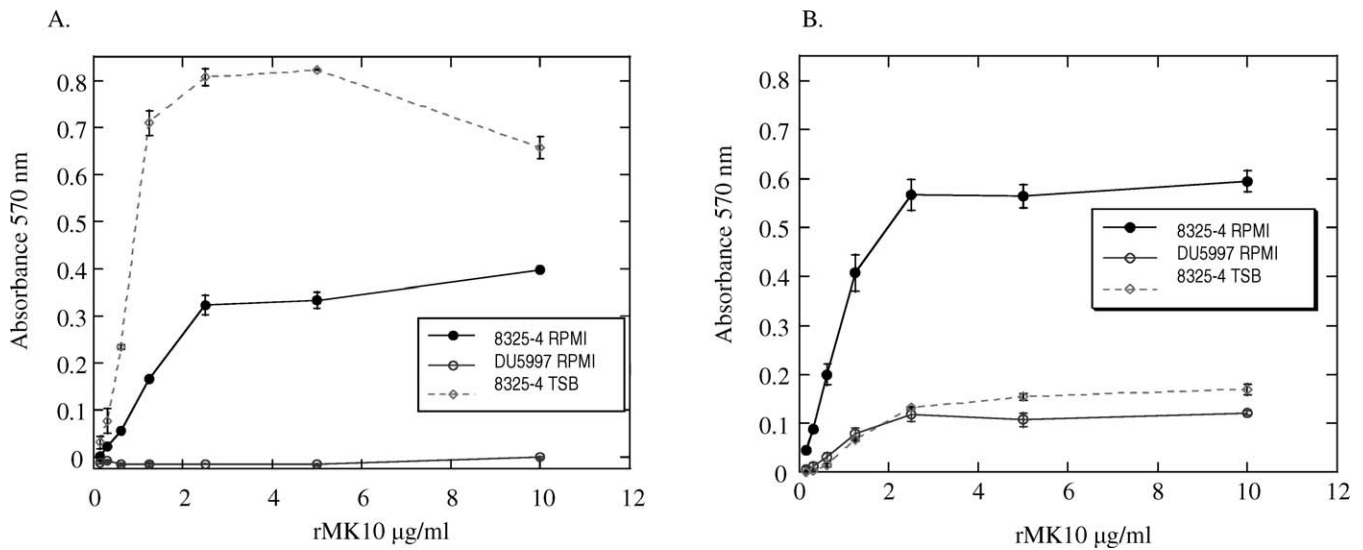 A.
Absorbance 570 nm
0.8
0.7
0.6
0.5
0.4
0.3
0.2
0.1
0
0 2 4 6 8 10 12
rMK10 µg/ml
8325-4 RPMI
DU5997 RPMI
8325-4 TSB
B.
Absorbance 570 nm
0.8
0.7
0.6
0.5
0.4
0.3
0.2
0.1
0
0 2 4 6 8 10 12
rMK10 µg/ml
8325-4 RPMI
DU5997 RPMI
8325-4 TSB